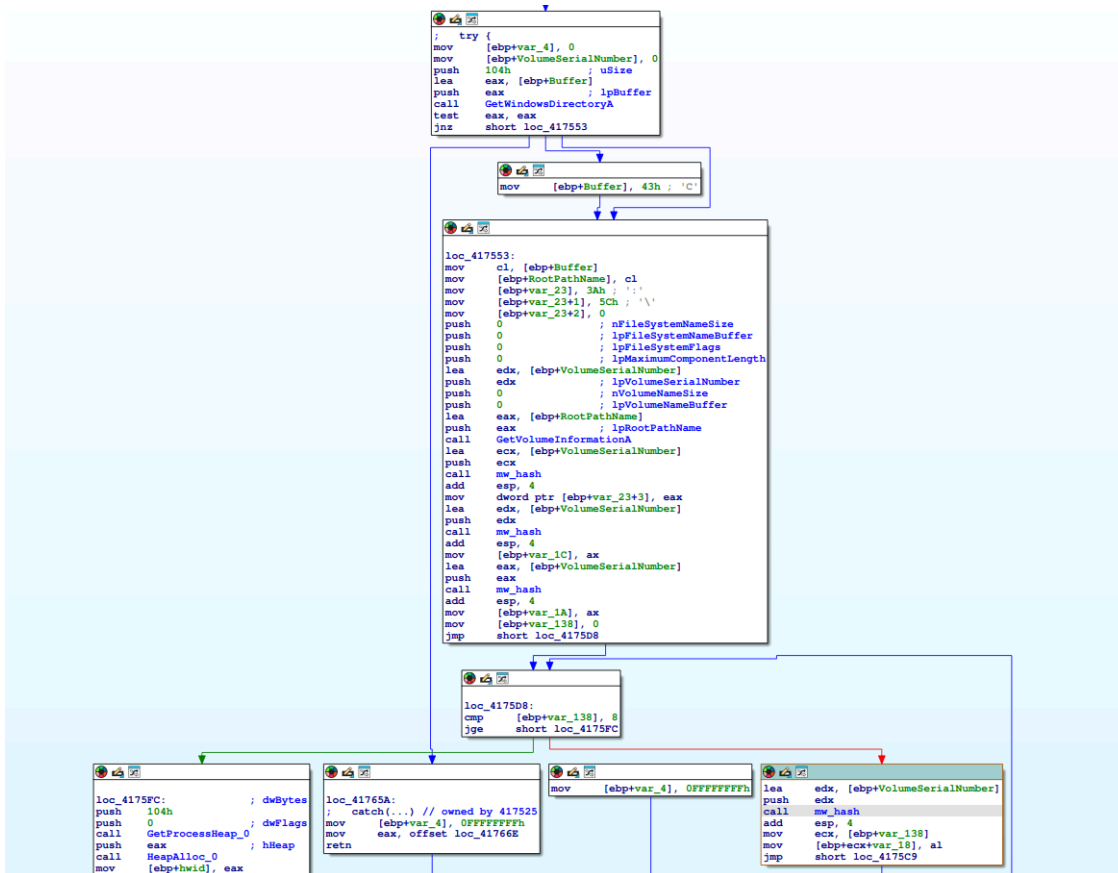 ;   try {
mov     [ebp+var_4], 0
mov     [ebp+VolumeSerialNumber], 0
push    104h            ; uSize
lea     eax, [ebp+Buffer]
push    eax             ; lpBuffer
call    GetWindowsDirectoryA
test    eax, eax
jnz     short loc_417553
mov     [ebp+Buffer], 43h ; 'C'
loc_417553:
mov     cl, [ebp+Buffer]
mov     [ebp+RootPathName], cl
mov     [ebp+var_23], 3Ah ; ':'
mov     [ebp+var_23+1], 5Ch ; '\'
mov     [ebp+var_23+2], 0
push    0               ; nFileSystemNameSize
push    0               ; lpFileSystemNameBuffer
push    0               ; lpFileSystemFlags
push    0               ; lpMaximumComponentLength
lea     edx, [ebp+VolumeSerialNumber]
push    edx             ; lpVolumeSerialNumber
push    0               ; nVolumeNameSize
push    0               ; lpVolumeNameBuffer
lea     eax, [ebp+RootPathName]
push    eax             ; lpRootPathName
call    GetVolumeInformationA
lea     ecx, [ebp+VolumeSerialNumber]
push    ecx
call    mw_hash
add     esp, 4
mov     dword ptr [ebp+var_23+3], eax
lea     edx, [ebp+VolumeSerialNumber]
push    edx
call    mw_hash
add     esp, 4
mov     [ebp+var_1C], ax
lea     eax, [ebp+VolumeSerialNumber]
push    eax
call    mw_hash
add     esp, 4
mov     [ebp+var_1A], ax
mov     [ebp+var_138], 0
jmp     short loc_4175D8
loc_4175D8:
cmp     [ebp+var_138], 8
jge     short loc_4175FC
loc_4175FC:             ; dwBytes
push    104h
push    0               ; dwFlags
call    GetProcessHeap_0
push    eax             ; hHeap
call    HeapAlloc_0
mov     [ebp+hwid], eax
loc_41765A:
;   catch(...) // owned by 417525
mov     [ebp+var_4], 0FFFFFFFFh
mov     eax, offset loc_41766E
retn
mov     [ebp+var_4], 0FFFFFFFFh
lea     edx, [ebp+VolumeSerialNumber]
push    edx
call    mw_hash
add     esp, 4
mov     ecx, [ebp+var_138]
mov     [ebp+ecx+var_18], al
jmp     short loc_4175C9